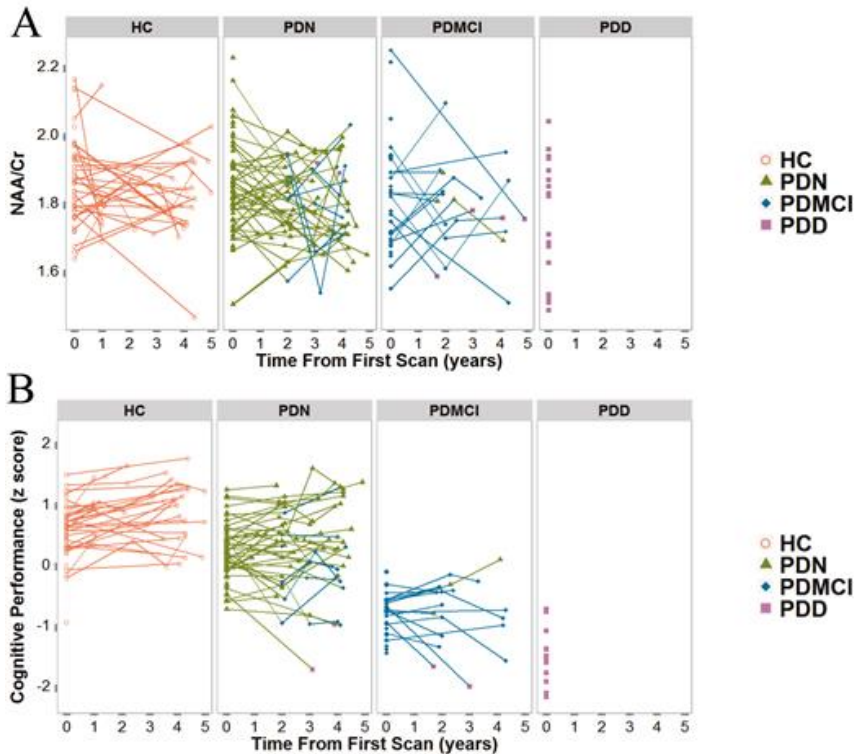 A
HC PDN PDMCI PDD
2.2
2.0
1.8
1.6
NAA/Cr
0 1 2 3 4 5 0 1 2 3 4 5 0 1 2 3 4 5 0 1 2 3 4 5
Time From First Scan (years)
HC
PDN
PDMCI
PDD
B
HC PDN PDMCI PDD
2
1
0
-1
-2
Cognitive Performance (z score)
0 1 2 3 4 5 0 1 2 3 4 5 0 1 2 3 4 5 0 1 2 3 4 5
Time From First Scan (years)
HC
PDN
PDMCI
PDD